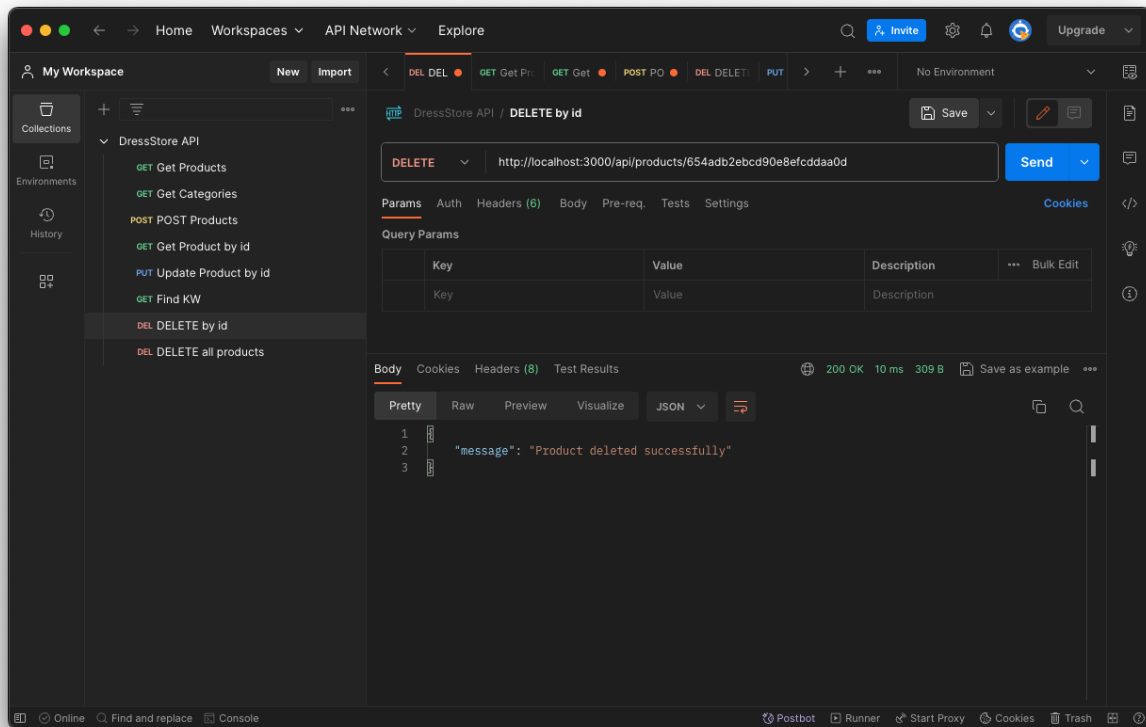 Home Workspaces API Network Explore Invite Upgrade
My Workspace New Import DEL DEL GET Get Pr GET Get POST PO DEL DELET PUT No Environment
Collections
DressStore API
GET Get Products
GET Get Categories
POST POST Products
GET Get Product by id
PUT Update Product by id
GET Find KW
DEL DELETE by id
DEL DELETE all products
Environments
History
HTTP DressStore API / DELETE by id Save
DELETE http://localhost:3000/api/products/654adb2ebcd90e8efcddaa0d Send
Params Auth Headers (6) Body Pre-req. Tests Settings Cookies
Query Params
Key Value Description Bulk Edit
Key Value Description
Body Cookies Headers (8) Test Results 200 OK 10 ms 309 B Save as example
Pretty Raw Preview Visualize JSON
1 {
2 "message": "Product deleted successfully"
3 }
Online Find and replace Console Postbot Runner Start Proxy Cookies Trash